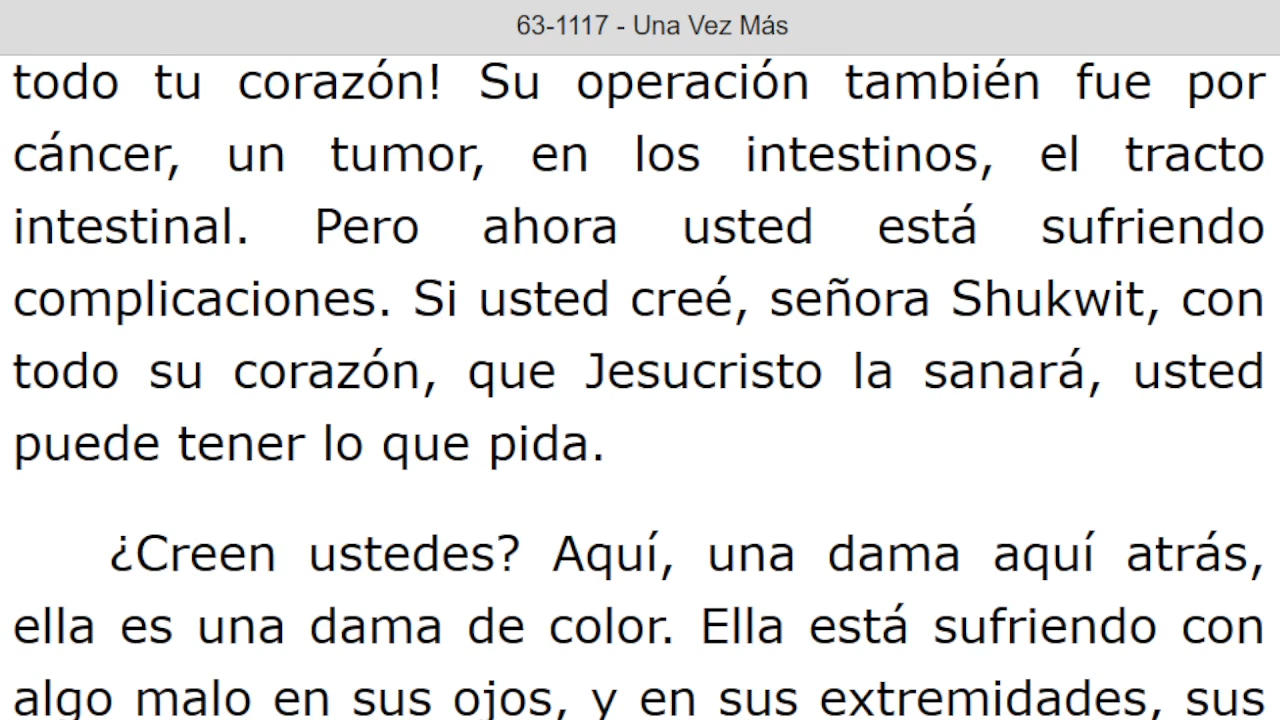 63-1117 - Una Vez Más
todo tu corazón! Su operación también fue por
cáncer, un tumor, en los intestinos, el tracto
intestinal. Pero ahora usted está sufriendo
complicaciones. Si usted creé, señora Shukwit, con
todo su corazón, que Jesucristo la sanará, usted
puede tener lo que pida.
¿Creen ustedes? Aquí, una dama aquí atrás,
ella es una dama de color. Ella está sufriendo con
algo malo en sus ojos, y en sus extremidades, sus